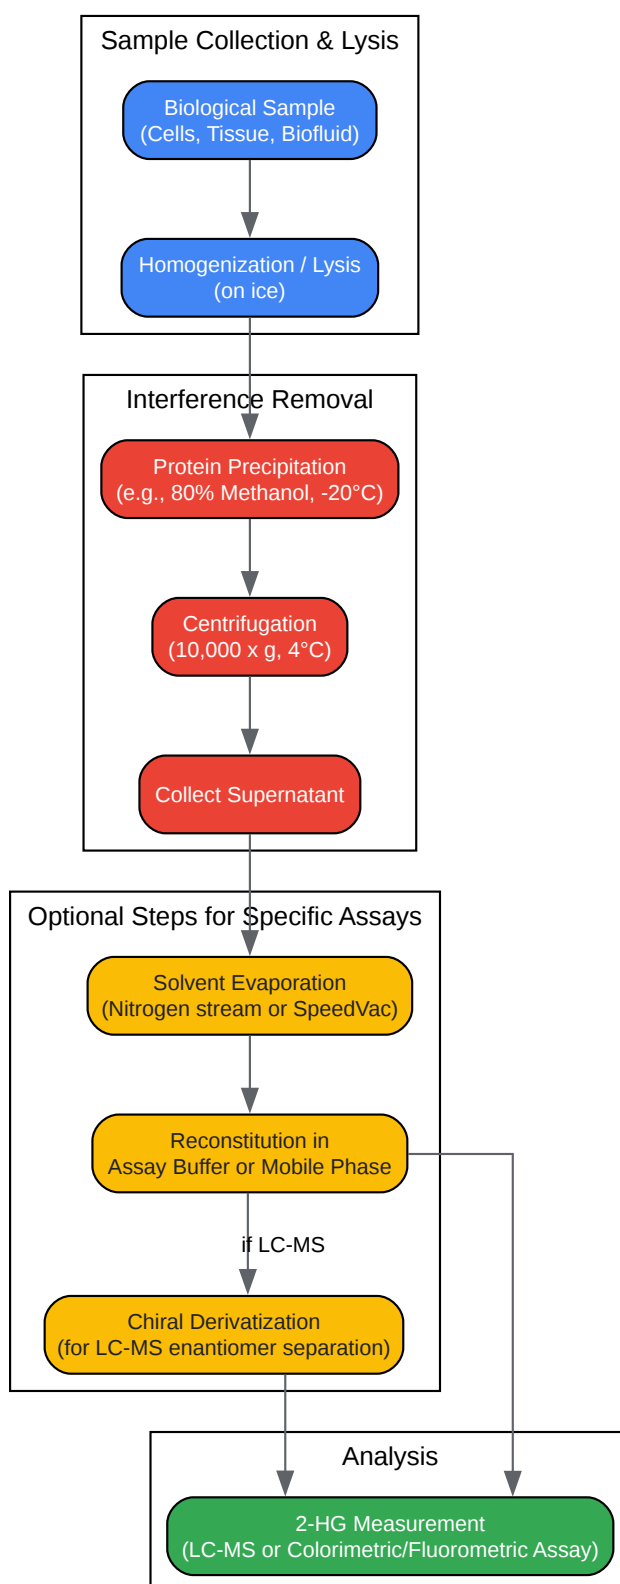 Sample Collection & Lysis
Biological Sample
(Cells, Tissue, Biofluid)
Homogenization / Lysis
(on ice)
Interference Removal
Protein Precipitation
(e.g., 80% Methanol, -20°C)
Centrifugation
(10,000 x g, 4°C)
Collect Supernatant
Optional Steps for Specific Assays
Solvent Evaporation
(Nitrogen stream or SpeedVac)
Reconstitution in
Assay Buffer or Mobile Phase
if LC-MS
Chiral Derivatization
(for LC-MS enantiomer separation)
Analysis
2-HG Measurement
(LC-MS or Colorimetric/Fluorometric Assay)